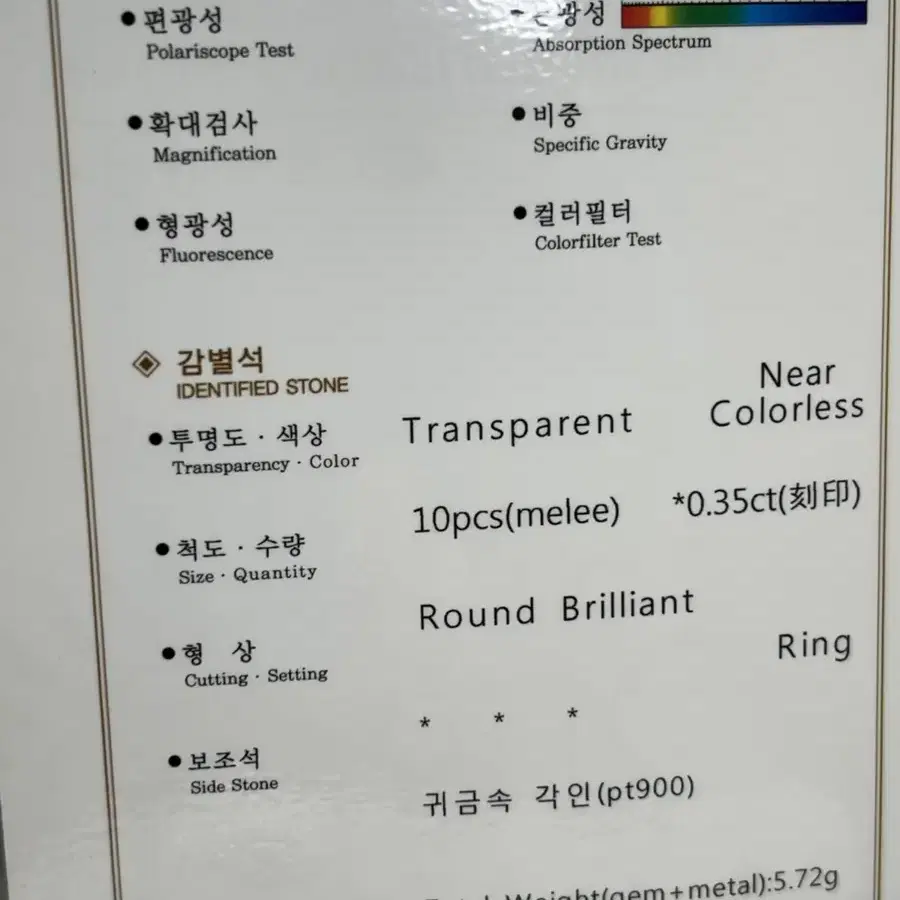 편광성
Polariscope Test
광성
Absorption Spectrum
확대검사
Magnification
비중
Specific Gravity
형광성
Fluorescence
컬러필터
Colorfilter Test
감별석
IDENTIFIED STONE
투명도 · 색상
Transparency · Color
Transparent
Near
Colorless
척도 · 수량
Size · Quantity
10pcs(melee) *0.35ct(刻印)
형 상
Cutting · Setting
Round Brilliant
Ring
보조석
Side Stone
* * *
귀금속 각인(pt900)
Weight(gem+metal):5.72g